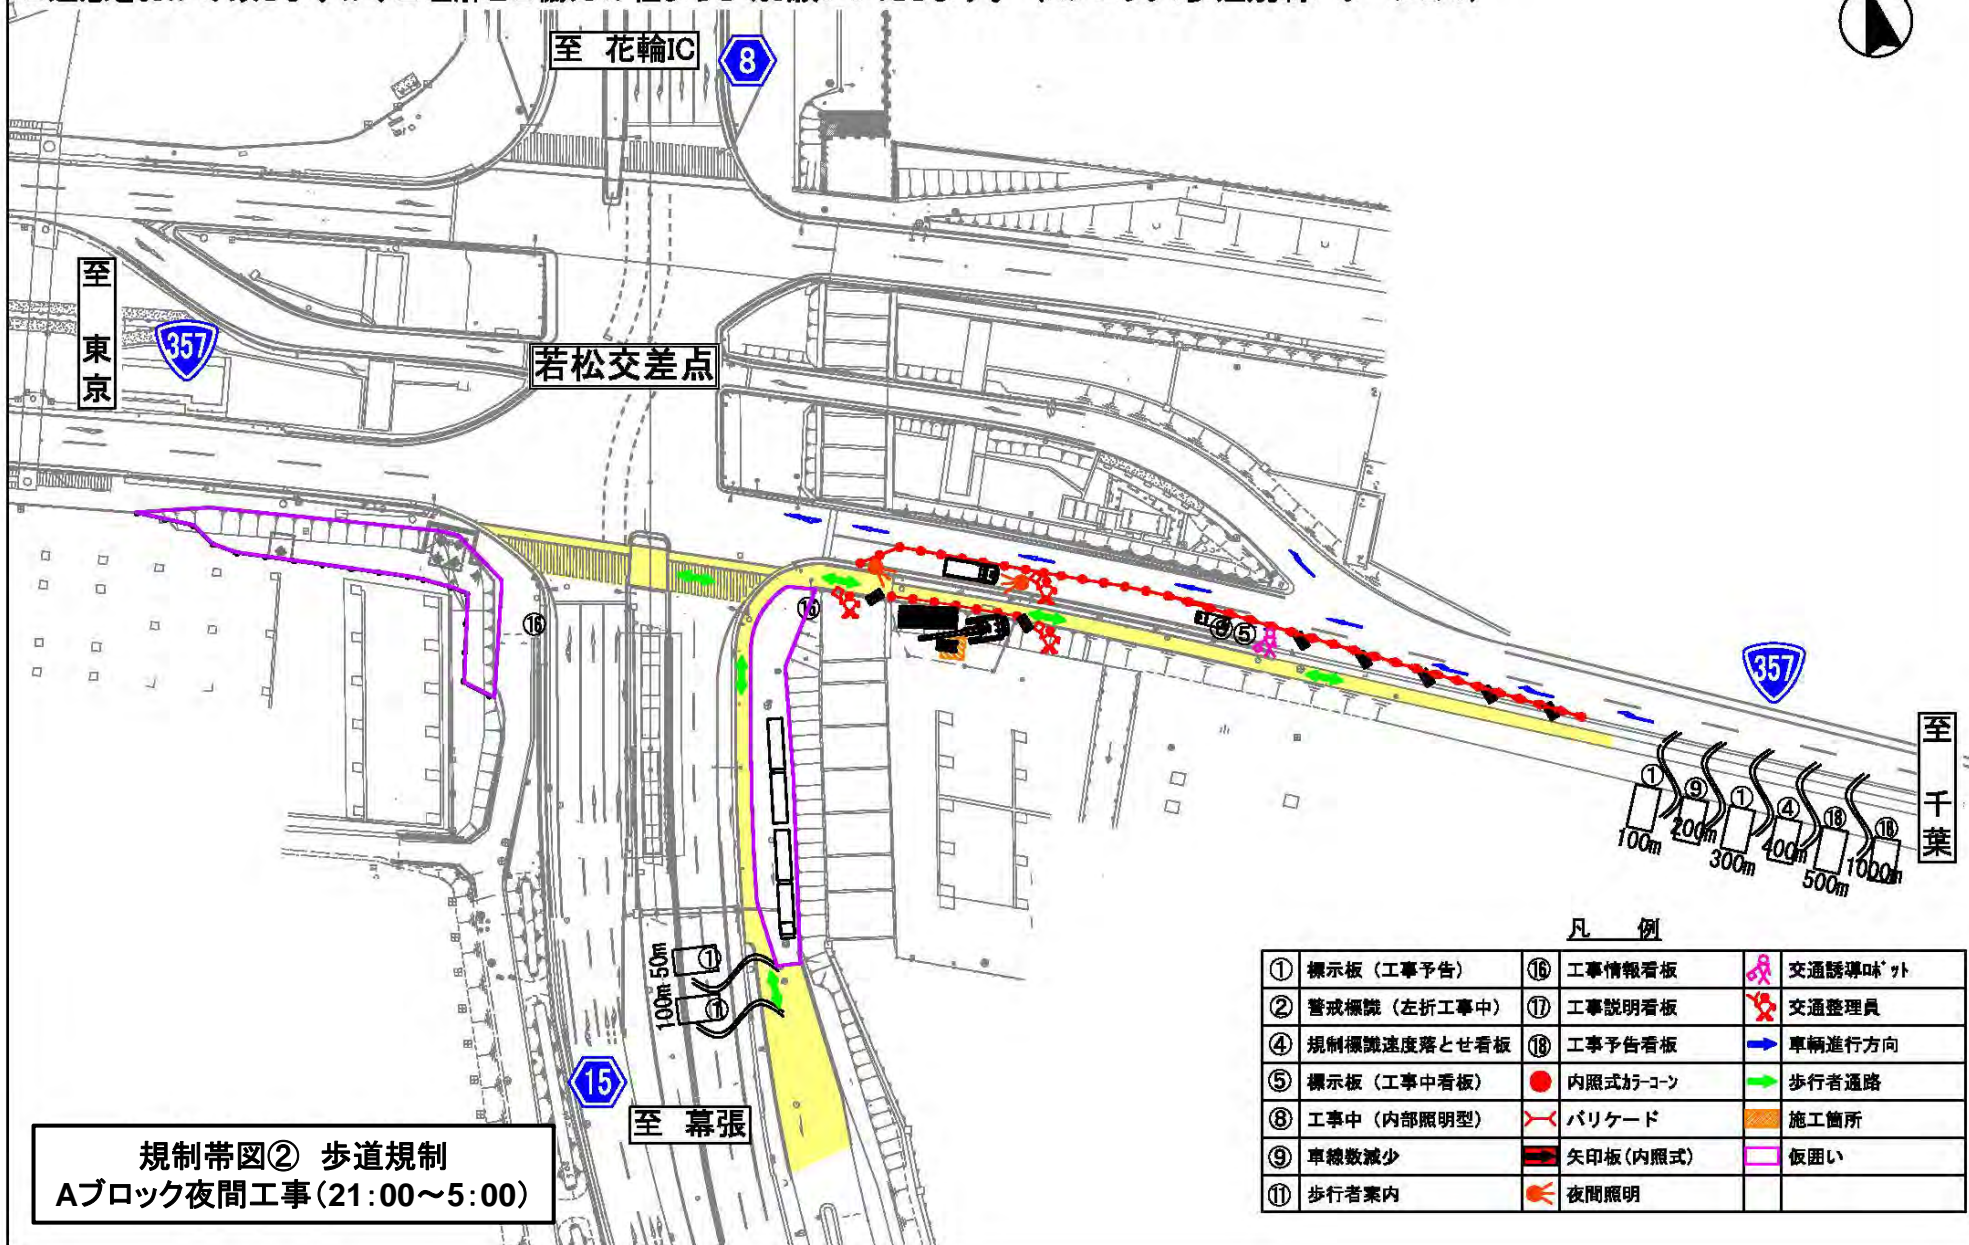 至 花輪IC
8
至 東京
357
若松交差点
⑯
⑯
⑧⑤
357
至 千葉
① ⑨ ① ④ ⑱ ⑱
100m 200m 300m 400m 500m 1000m
50m ①
100m ①
15
至 幕張
規制帯図② 歩道規制
Aブロック夜間工事(21:00～5:00)
凡 例
① 標示板（工事予告） ⑯ 工事情報看板 交通誘導ﾛﾎﾞｯﾄ
② 警戒標識（左折工事中） ⑰ 工事説明看板 交通整理員
④ 規制標識速度落とせ看板 ⑱ 工事予告看板 車輌進行方向
⑤ 標示板（工事中看板） 内照式ｶﾗｰｺｰﾝ 歩行者通路
⑧ 工事中（内部照明型） バリケード 施工箇所
⑨ 車線数減少 矢印板(内照式) 仮囲い
⑪ 歩行者案内 夜間照明